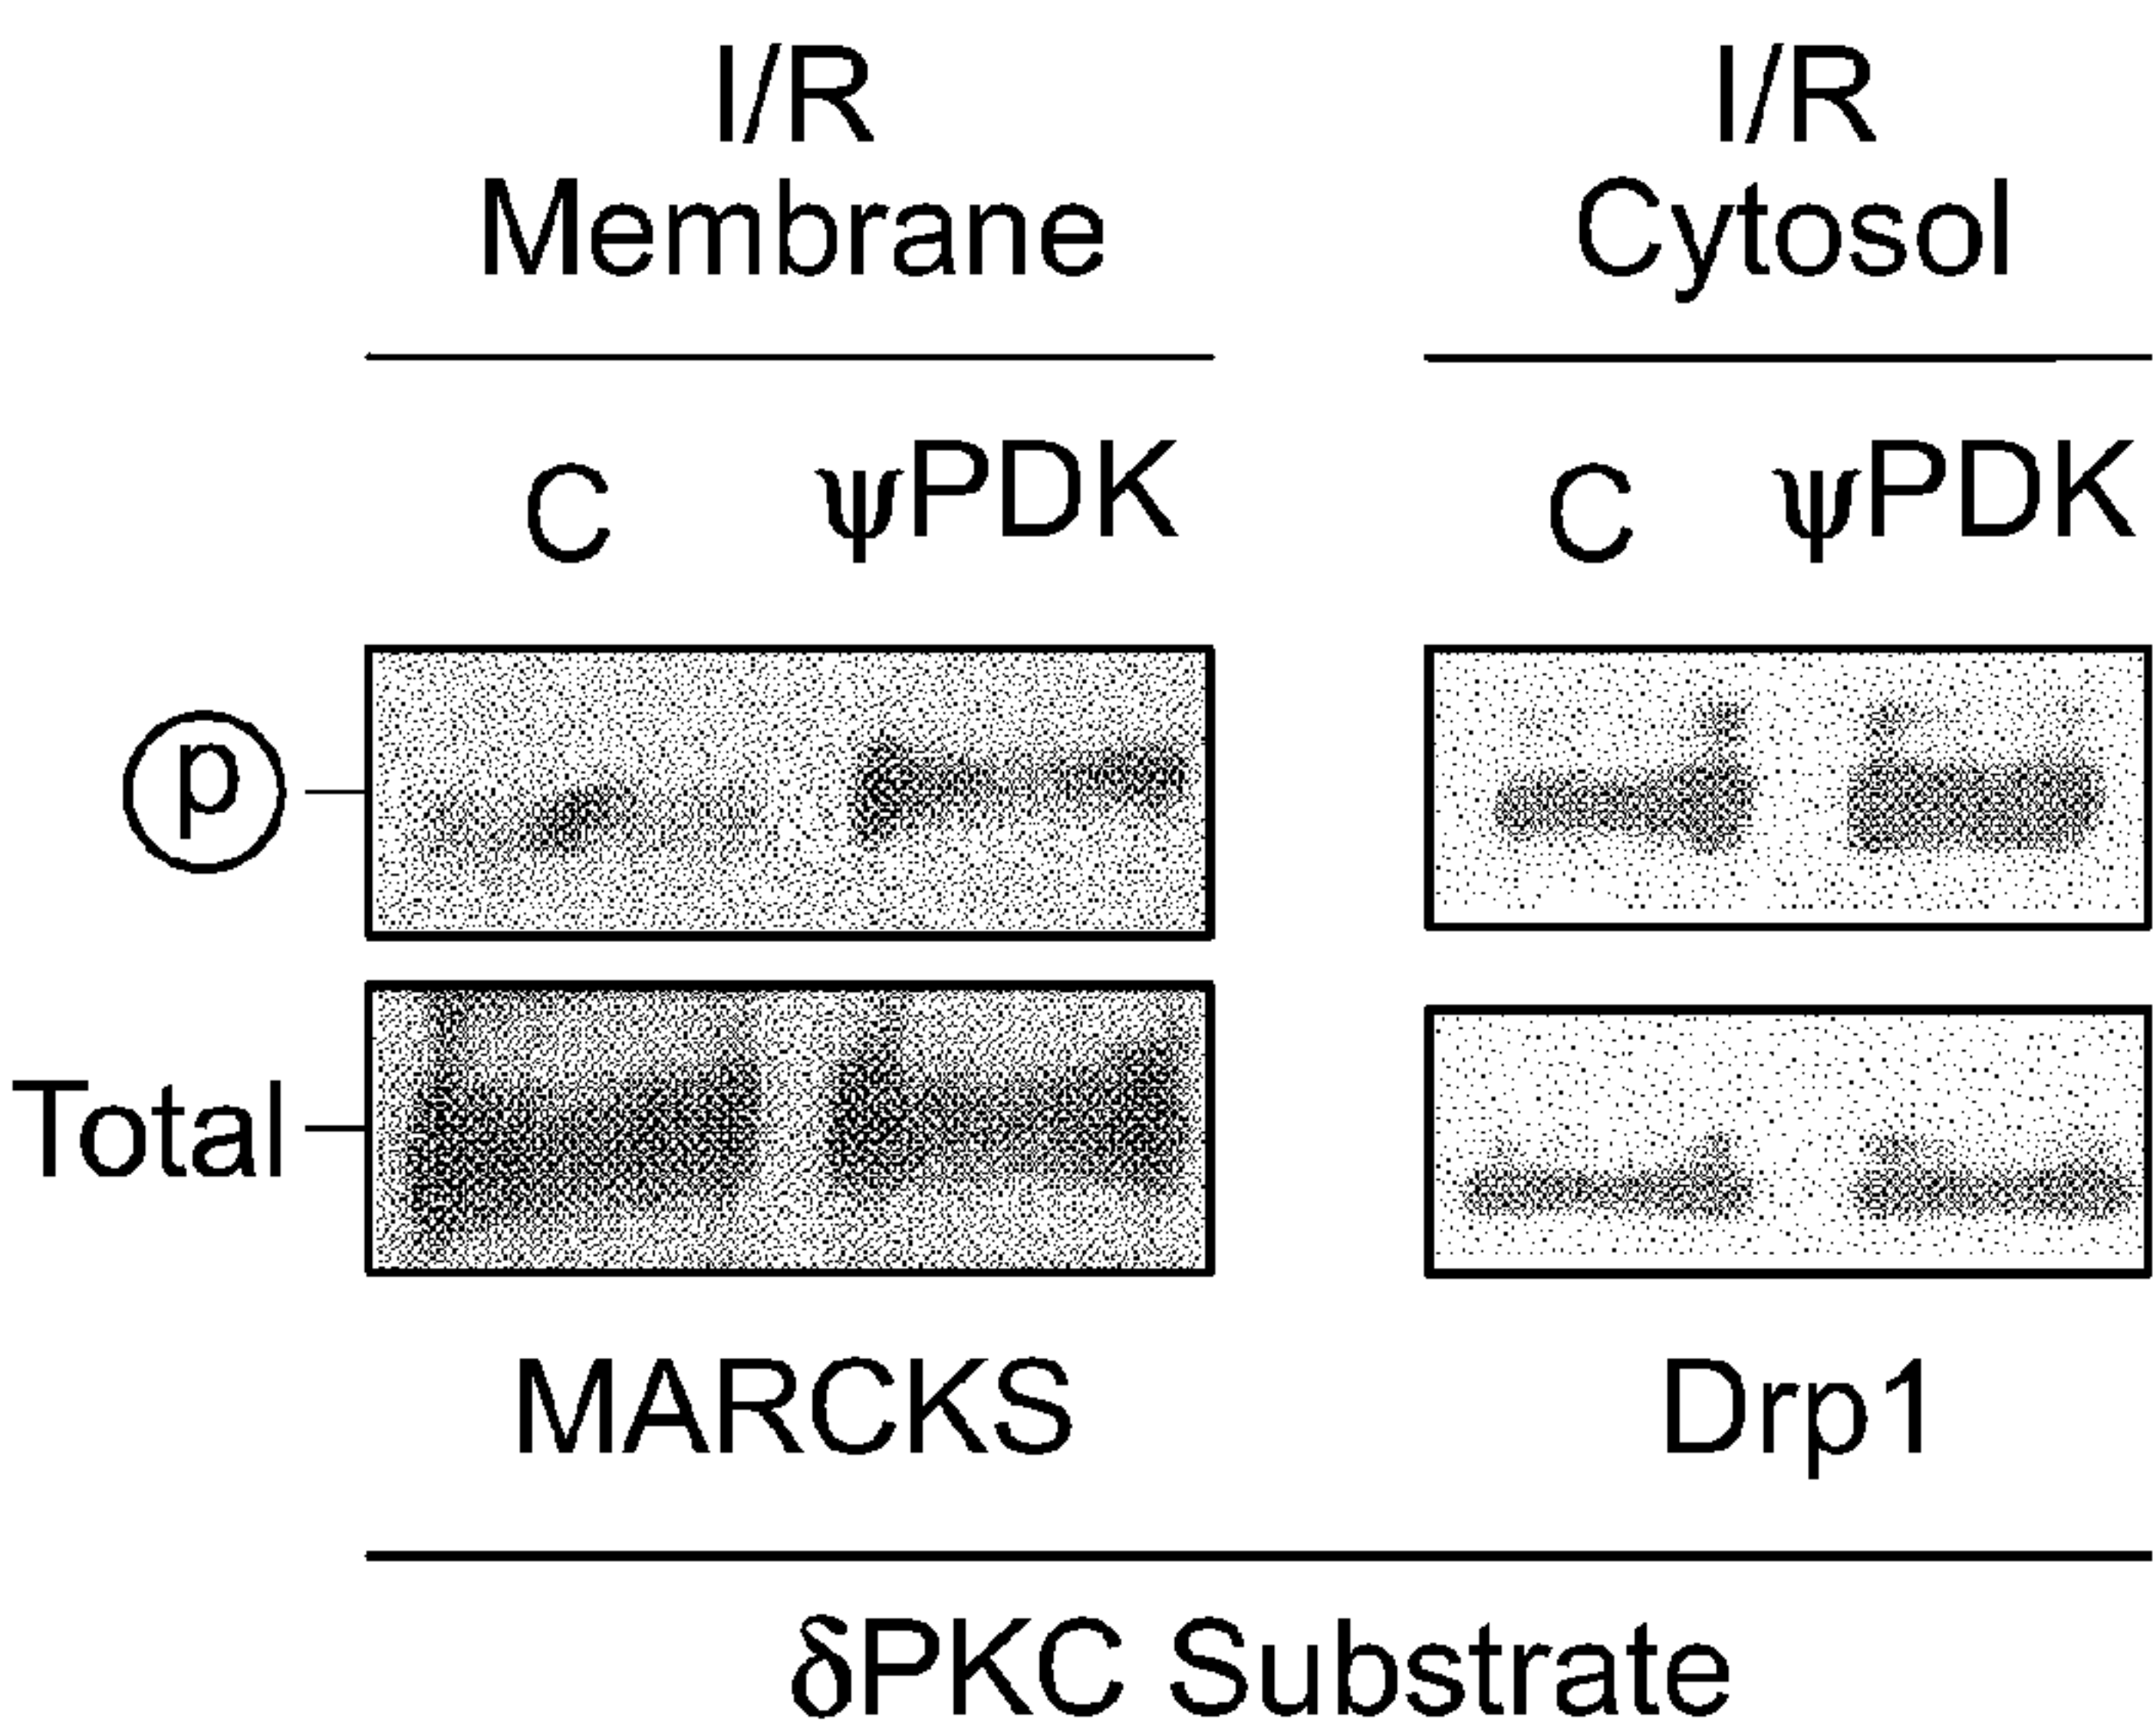 I/R I/R
Membrane Cytosol
C ψPDK C ψPDK
p
Total
MARCKS Drp1
δPKC Substrate